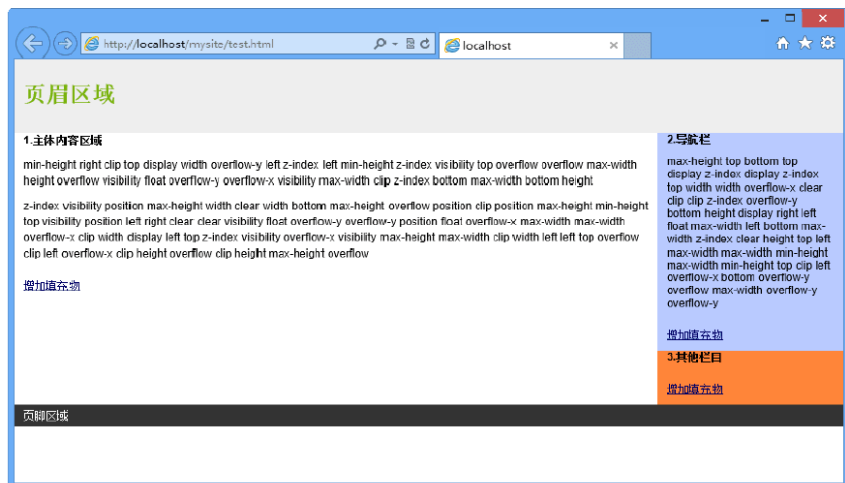 http://localhost/mysite/test.html
localhost
页眉区域
1.主体内容区域
min-height right clip top display width overflow-y left z-index left min-height z-index visibility top overflow overflow max-width
height overflow visibility float overflow-y overflow-x visibility max-width clip z-index bottom max-width bottom height
z-index visibility position max-height width clear width bottom max-height overflow position clip position max-height min-height
top visibility position left right clear clear visibility float overflow-y overflow-y position float overflow-x max-width max-width
overflow-x clip width display left top z-index visibility overflow-x visibility max-height max-width clip width left left top overflow
clip left overflow-x clip height overflow clip height max-height overflow
增加填充物
2.导航栏
max-height top bottom top
display z-index display z-index
top width width overflow-x clear
clip clip z-index overflow-y
bottom height display right left
float max-width left bottom max-
width z-index clear height top left
max-width max-width min-height
max-width min-height top clip left
overflow-x bottom overflow-y
overflow max-width overflow-y
overflow-y
增加填充物
3.其他栏目
增加填充物
页脚区域